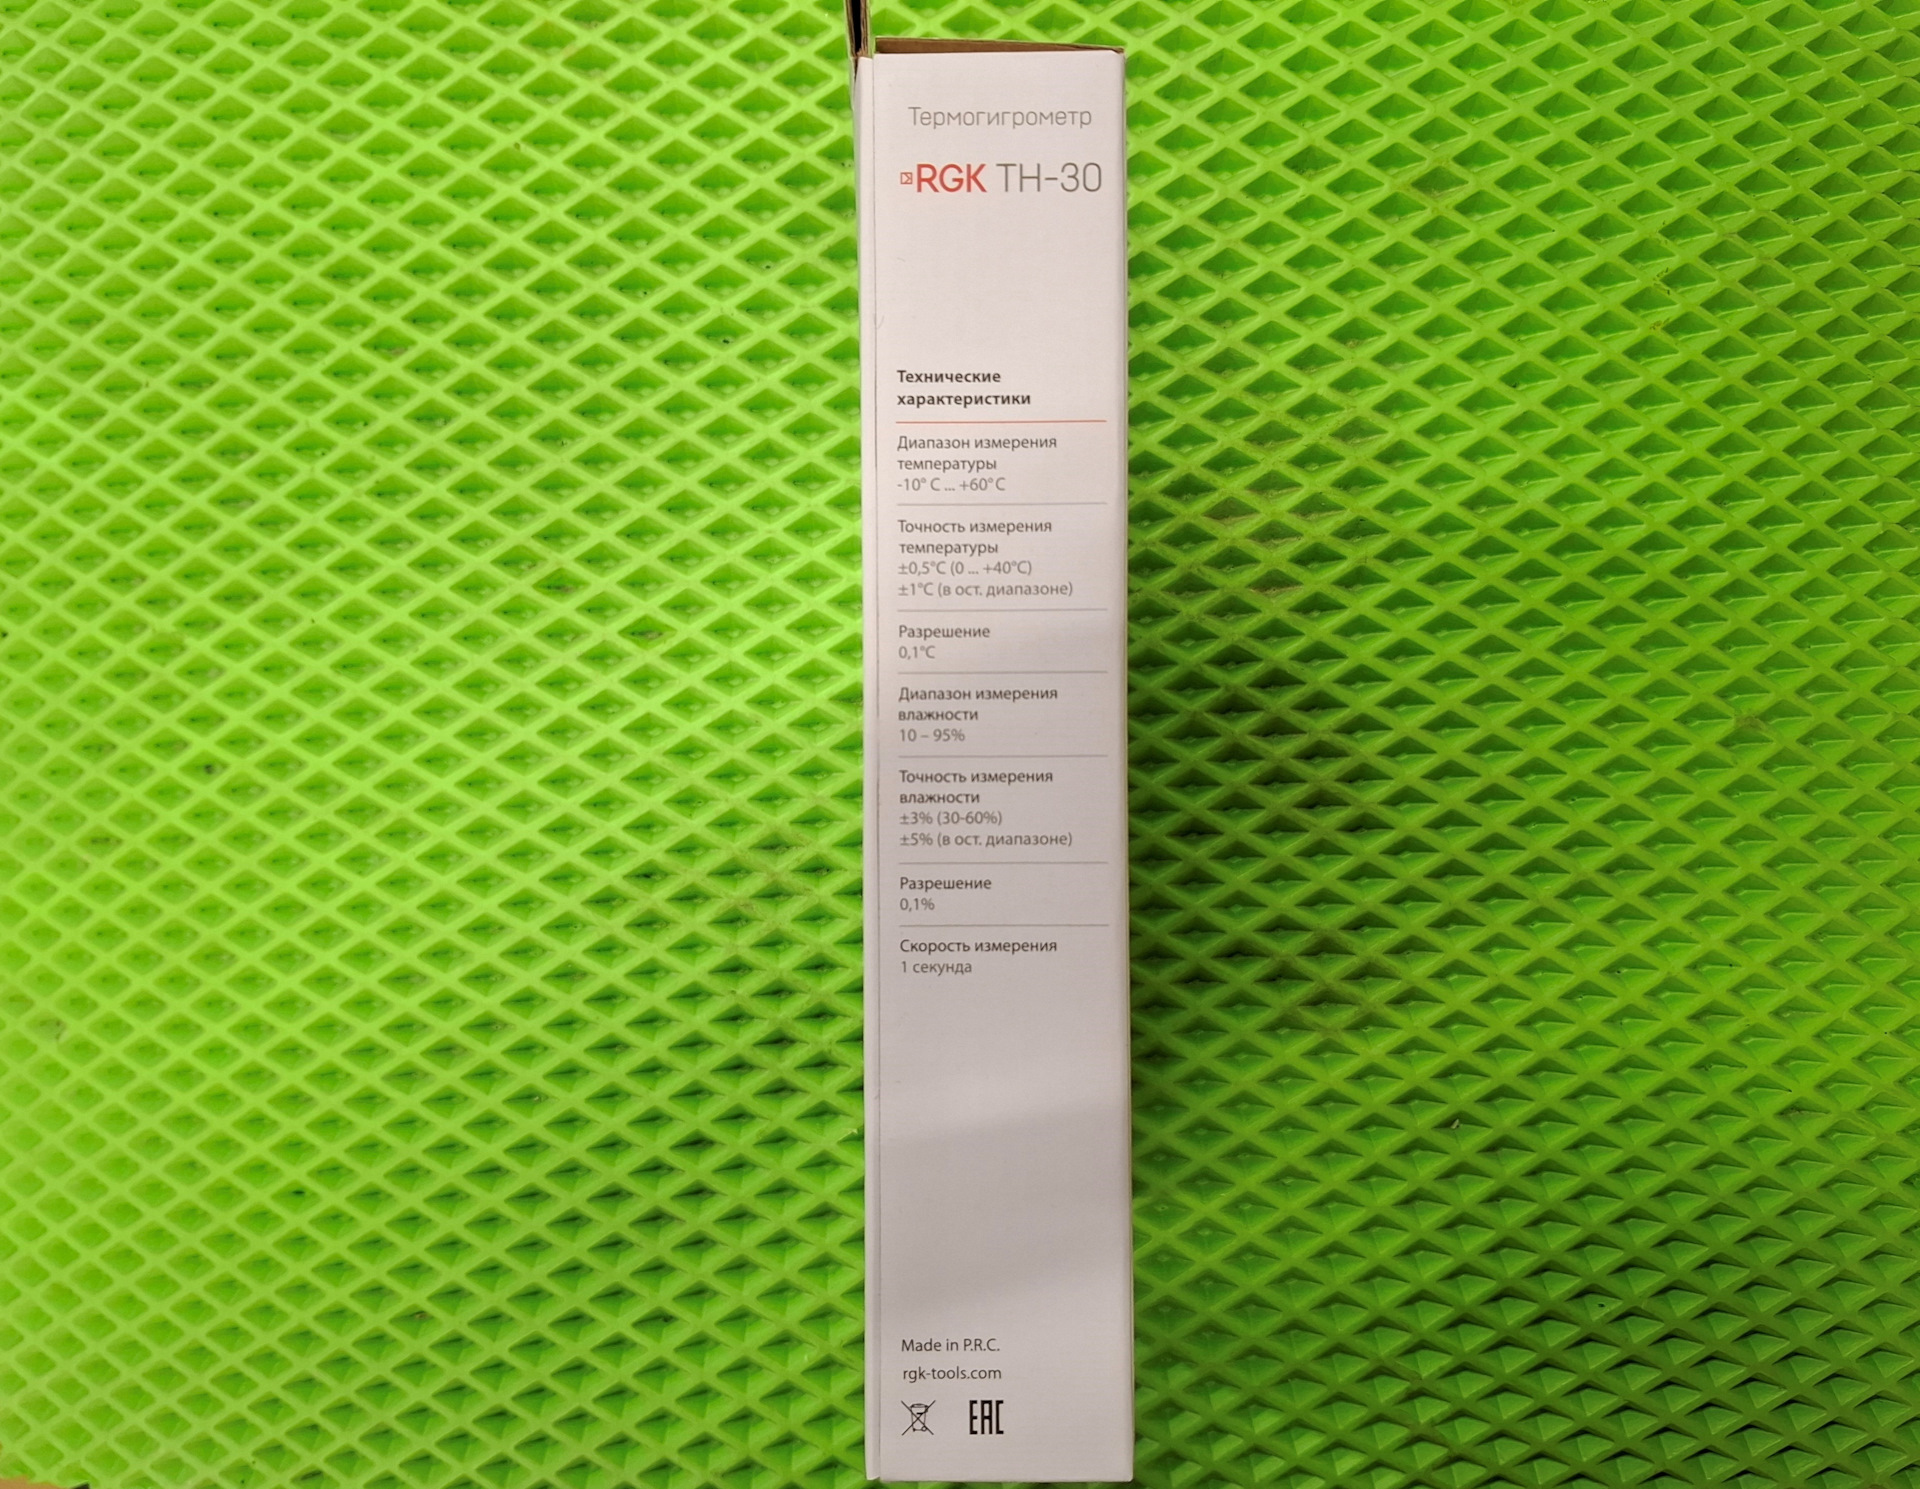 Термогигрометр
RGK TH-30
Технические
характеристики
Диапазон измерения
температуры
-10° C ... +60° C
Точность измерения
температуры
±0,5°C (0 ... +40°C)
±1°C (в ост. диапазоне)
Разрешение
0,1°C
Диапазон измерения
влажности
10 – 95%
Точность измерения
влажности
±3% (30-60%)
±5% (в ост. диапазоне)
Разрешение
0,1%
Скорость измерения
1 секунда
Made in P.R.C.
rgk-tools.com
EAC